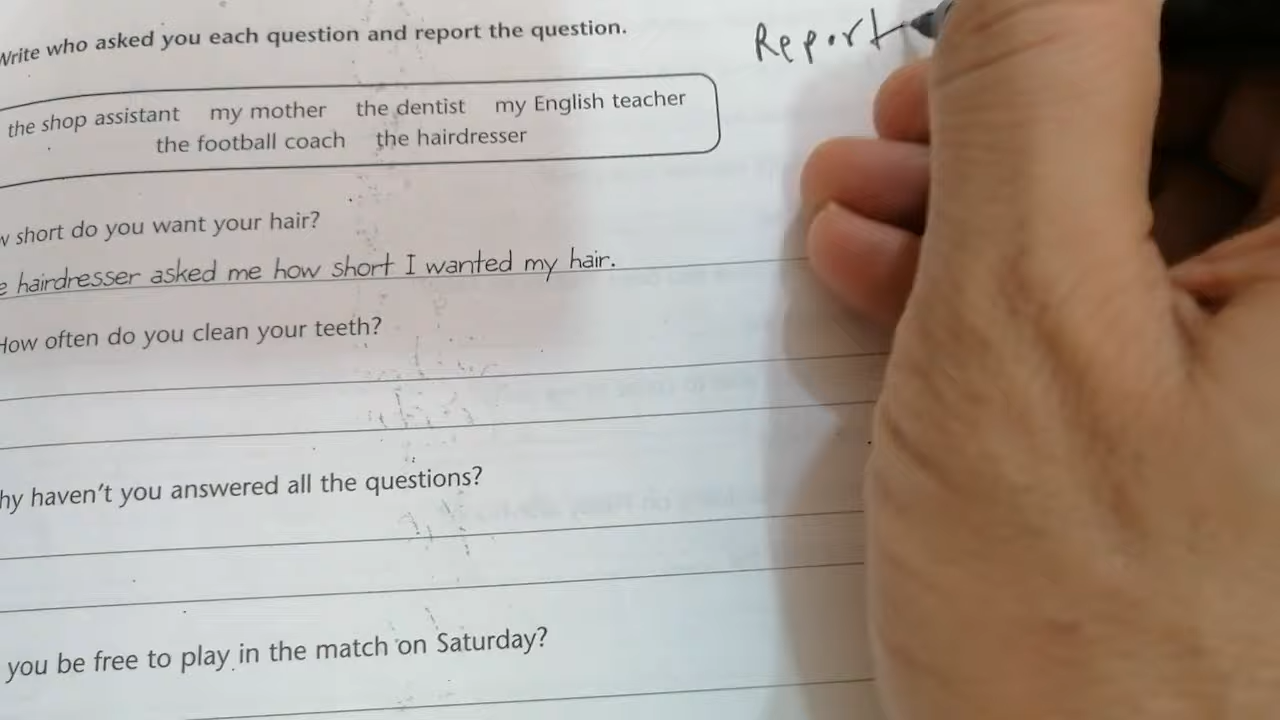 Write who asked you each question and report the question.
Report
the shop assistant my mother the dentist my English teacher
the football coach the hairdresser
short do you want your hair?
hairdresser asked me how short I wanted my hair.
How often do you clean your teeth?
haven't you answered all the questions?
you be free to play in the match on Saturday?